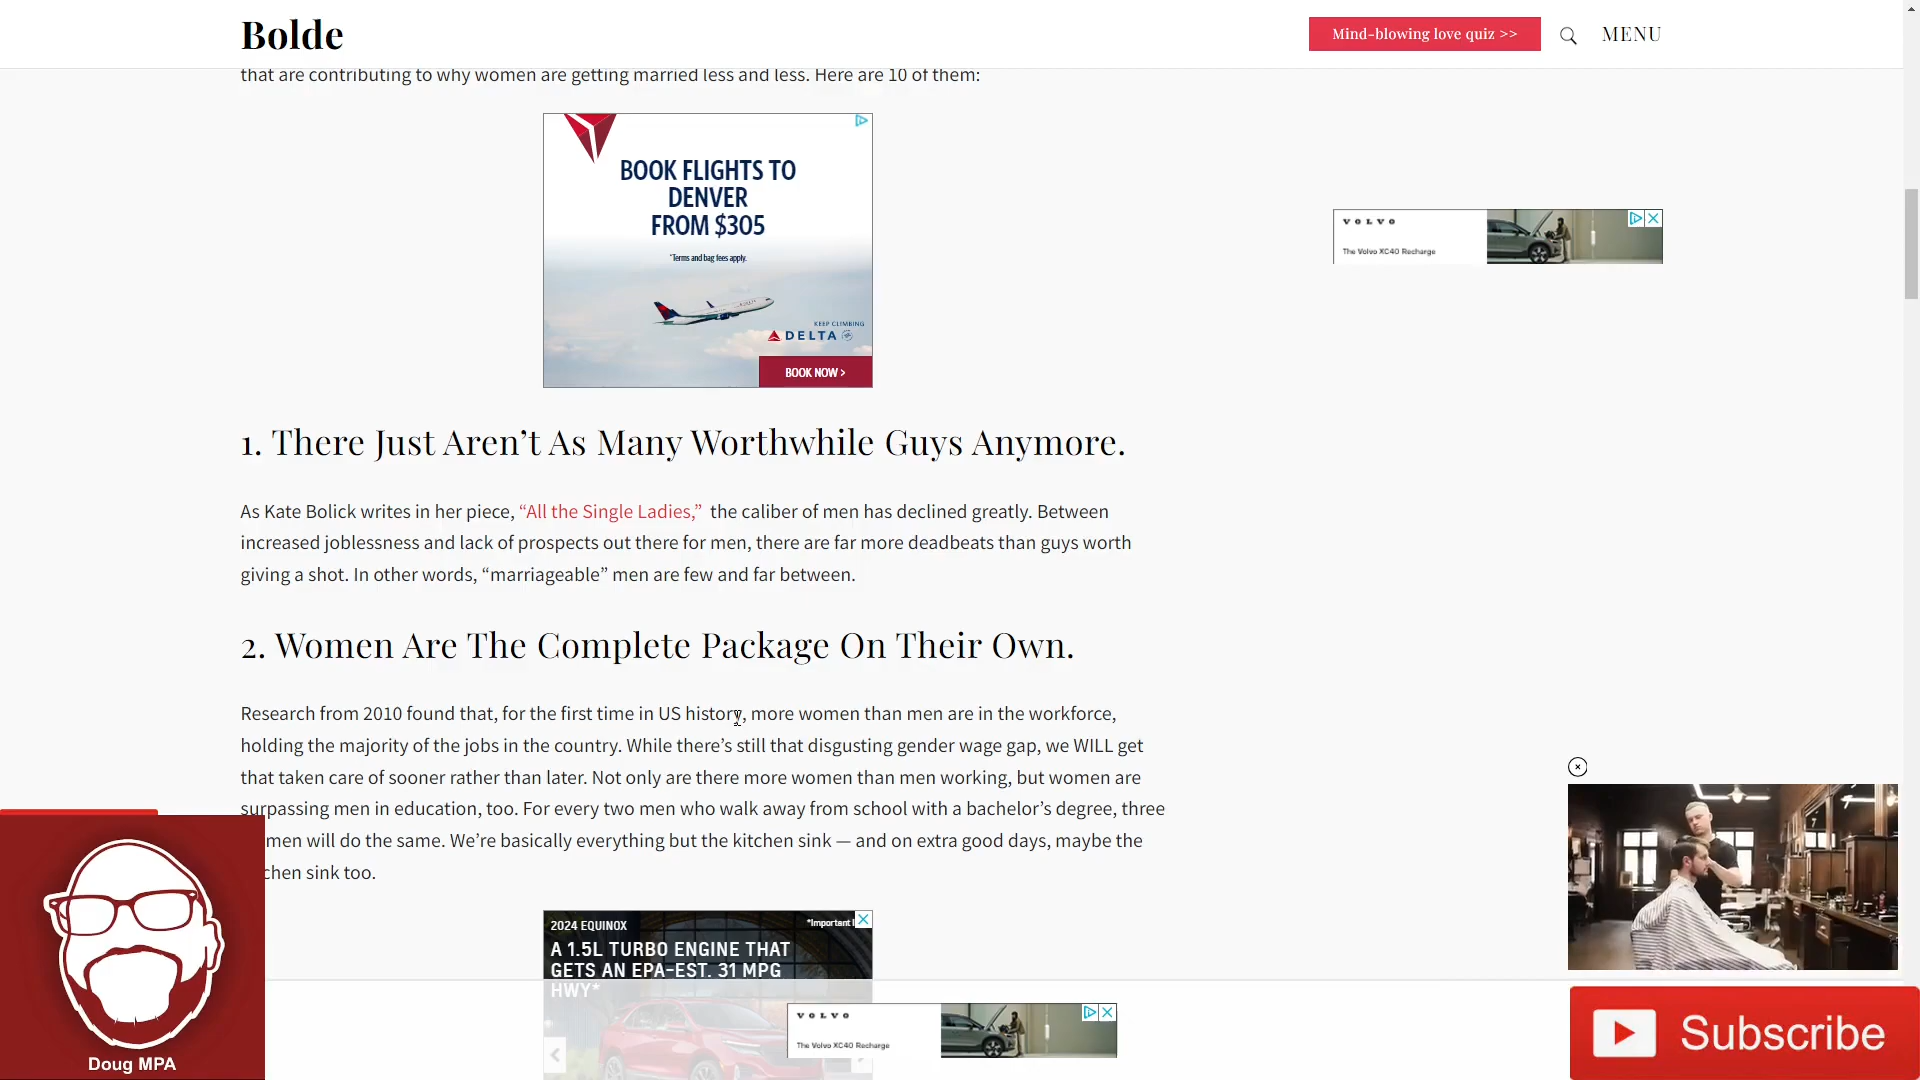 Bolde
Mind-blowing love quiz >>
MENU
that are contributing to why women are getting married less and less. Here are 10 of them:
BOOK FLIGHTS TO
DENVER
FROM $305
*Terms and bag fees apply.
KEEP CLIMBING
DELTA
BOOK NOW >
VOLVO
The Volvo XC40 Recharge
1. There Just Aren’t As Many Worthwhile Guys Anymore.
As Kate Bolick writes in her piece, “All the Single Ladies,” the caliber of men has declined greatly. Between
increased joblessness and lack of prospects out there for men, there are far more deadbeats than guys worth
giving a shot. In other words, “marriageable” men are few and far between.
2. Women Are The Complete Package On Their Own.
Research from 2010 found that, for the first time in US history, more women than men are in the workforce,
holding the majority of the jobs in the country. While there’s still that disgusting gender wage gap, we WILL get
that taken care of sooner rather than later. Not only are there more women than men working, but women are
surpassing men in education, too. For every two men who walk away from school with a bachelor’s degree, three
men will do the same. We’re basically everything but the kitchen sink — and on extra good days, maybe the
chen sink too.
2024 EQUINOX
*Important
A 1.5L TURBO ENGINE THAT
GETS AN EPA-EST. 31 MPG
HWY*
VOLVO
The Volvo XC40 Recharge
Doug MPA
Subscribe